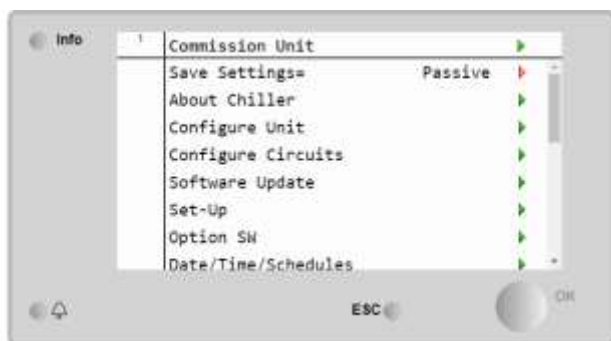 Info
1 Commission Unit
Save Settings= Passive
About Chiller
Configure Unit
Configure Circuits
Software Update
Set-Up
Option SW
Date/Time/Schedules
ESC
OK